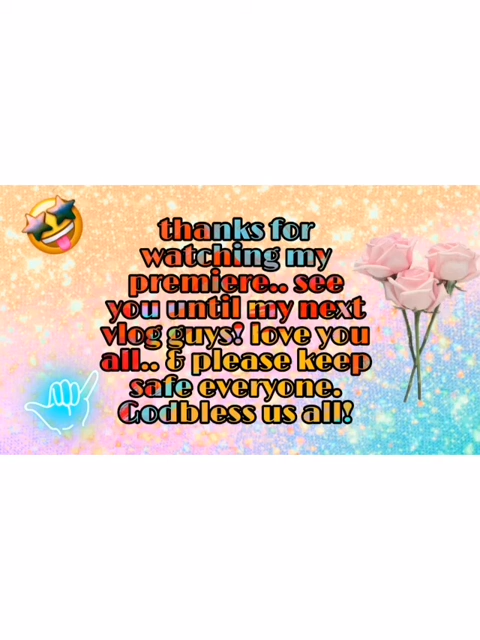 thanks for
watching my
premiere.. see
you until my next
vlog guys! love you
all.. & please keep
safe everyone.
Godbless us all!